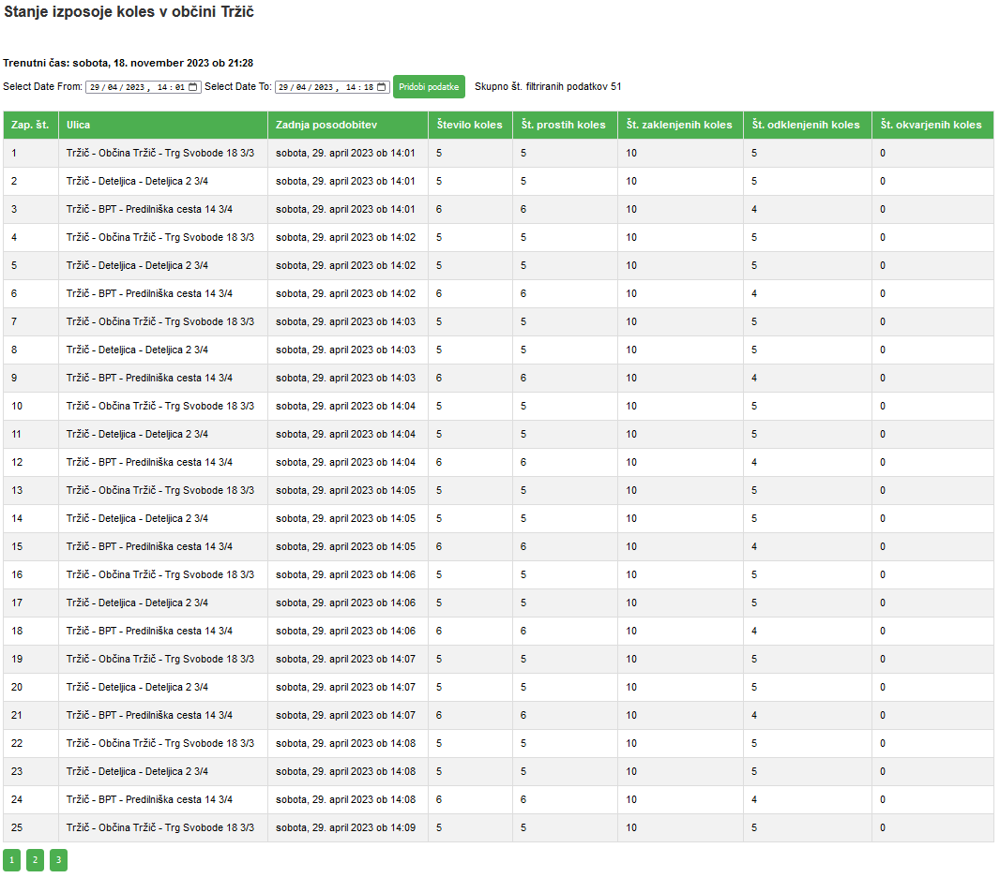 Stanje izposoje koles v občini Tržič
Trenutni čas: sobota, 18. november 2023 ob 21:28
Select Date From: 29/04/2023, 14:01 Select Date To: 29/04/2023, 14:18 Pridobi podatke Skupno št. filtriranih podatkov 51
Zap. št. Ulica Zadnja posodobitev Število koles Št. prostih koles Št. zaklenjenih koles Št. odklenjenih koles Št. okvarjenih koles
1 Tržič - Občina Tržič - Trg Svobode 18 3/3 sobota, 29. april 2023 ob 14:01 5 5 10 5 0
2 Tržič - Deteljica - Deteljica 2 3/4 sobota, 29. april 2023 ob 14:01 5 5 10 5 0
3 Tržič - BPT - Predilniška cesta 14 3/4 sobota, 29. april 2023 ob 14:01 6 6 10 4 0
4 Tržič - Občina Tržič - Trg Svobode 18 3/3 sobota, 29. april 2023 ob 14:02 5 5 10 5 0
5 Tržič - Deteljica - Deteljica 2 3/4 sobota, 29. april 2023 ob 14:02 5 5 10 5 0
6 Tržič - BPT - Predilniška cesta 14 3/4 sobota, 29. april 2023 ob 14:02 6 6 10 4 0
7 Tržič - Občina Tržič - Trg Svobode 18 3/3 sobota, 29. april 2023 ob 14:03 5 5 10 5 0
8 Tržič - Deteljica - Deteljica 2 3/4 sobota, 29. april 2023 ob 14:03 5 5 10 5 0
9 Tržič - BPT - Predilniška cesta 14 3/4 sobota, 29. april 2023 ob 14:03 6 6 10 4 0
10 Tržič - Občina Tržič - Trg Svobode 18 3/3 sobota, 29. april 2023 ob 14:04 5 5 10 5 0
11 Tržič - Deteljica - Deteljica 2 3/4 sobota, 29. april 2023 ob 14:04 5 5 10 5 0
12 Tržič - BPT - Predilniška cesta 14 3/4 sobota, 29. april 2023 ob 14:04 6 6 10 4 0
13 Tržič - Občina Tržič - Trg Svobode 18 3/3 sobota, 29. april 2023 ob 14:05 5 5 10 5 0
14 Tržič - Deteljica - Deteljica 2 3/4 sobota, 29. april 2023 ob 14:05 5 5 10 5 0
15 Tržič - BPT - Predilniška cesta 14 3/4 sobota, 29. april 2023 ob 14:05 6 6 10 4 0
16 Tržič - Občina Tržič - Trg Svobode 18 3/3 sobota, 29. april 2023 ob 14:06 5 5 10 5 0
17 Tržič - Deteljica - Deteljica 2 3/4 sobota, 29. april 2023 ob 14:06 5 5 10 5 0
18 Tržič - BPT - Predilniška cesta 14 3/4 sobota, 29. april 2023 ob 14:06 6 6 10 4 0
19 Tržič - Občina Tržič - Trg Svobode 18 3/3 sobota, 29. april 2023 ob 14:07 5 5 10 5 0
20 Tržič - Deteljica - Deteljica 2 3/4 sobota, 29. april 2023 ob 14:07 5 5 10 5 0
21 Tržič - BPT - Predilniška cesta 14 3/4 sobota, 29. april 2023 ob 14:07 6 6 10 4 0
22 Tržič - Občina Tržič - Trg Svobode 18 3/3 sobota, 29. april 2023 ob 14:08 5 5 10 5 0
23 Tržič - Deteljica - Deteljica 2 3/4 sobota, 29. april 2023 ob 14:08 5 5 10 5 0
24 Tržič - BPT - Predilniška cesta 14 3/4 sobota, 29. april 2023 ob 14:08 6 6 10 4 0
25 Tržič - Občina Tržič - Trg Svobode 18 3/3 sobota, 29. april 2023 ob 14:09 5 5 10 5 0
1 2 3